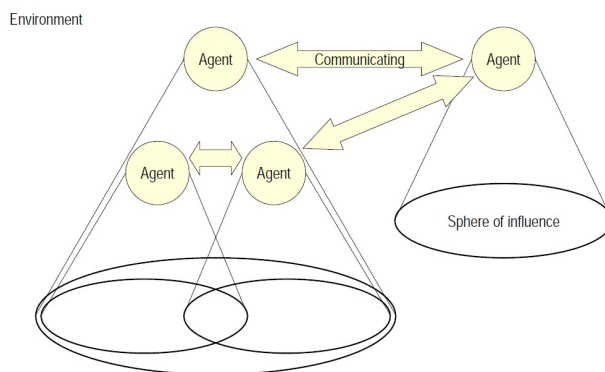 Environment
Agent
Communicating
Agent
Agent
Agent
Sphere of influence